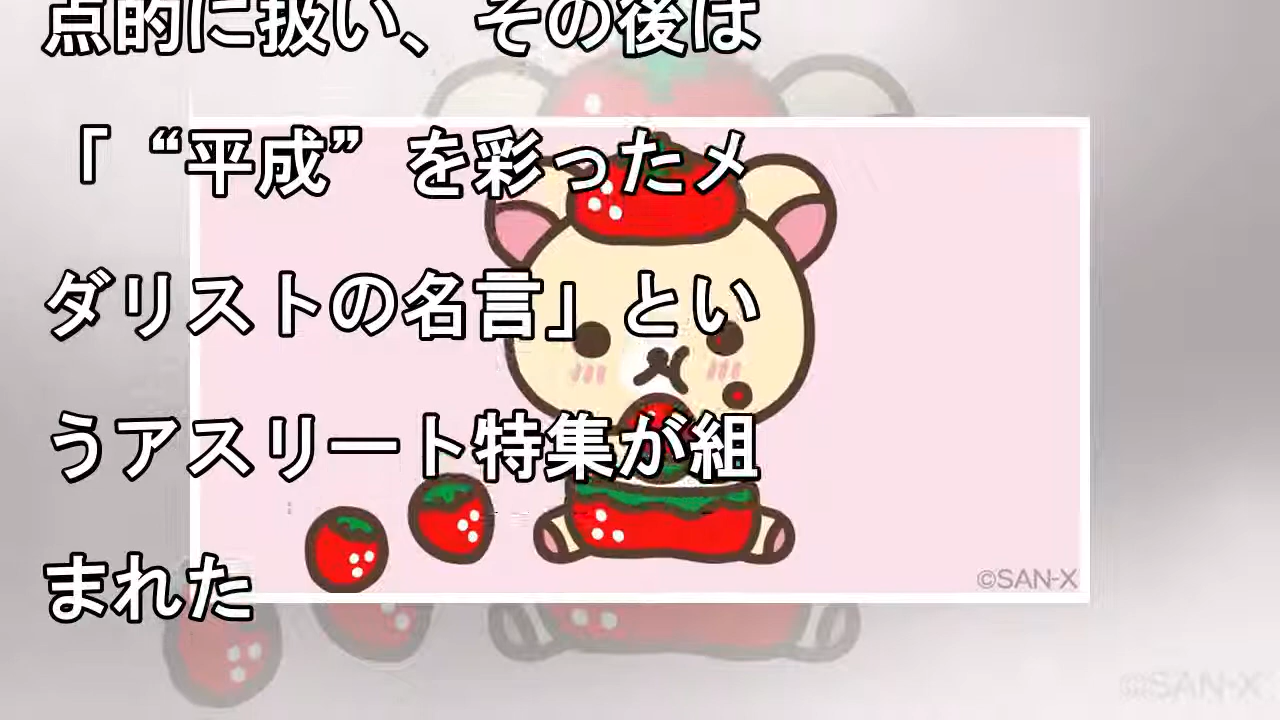 点的に扱い、その後は
「“平成”を彩ったメ
ダリストの名言」とい
うアスリート特集が組
まれた
©SAN-X
©SAN-X